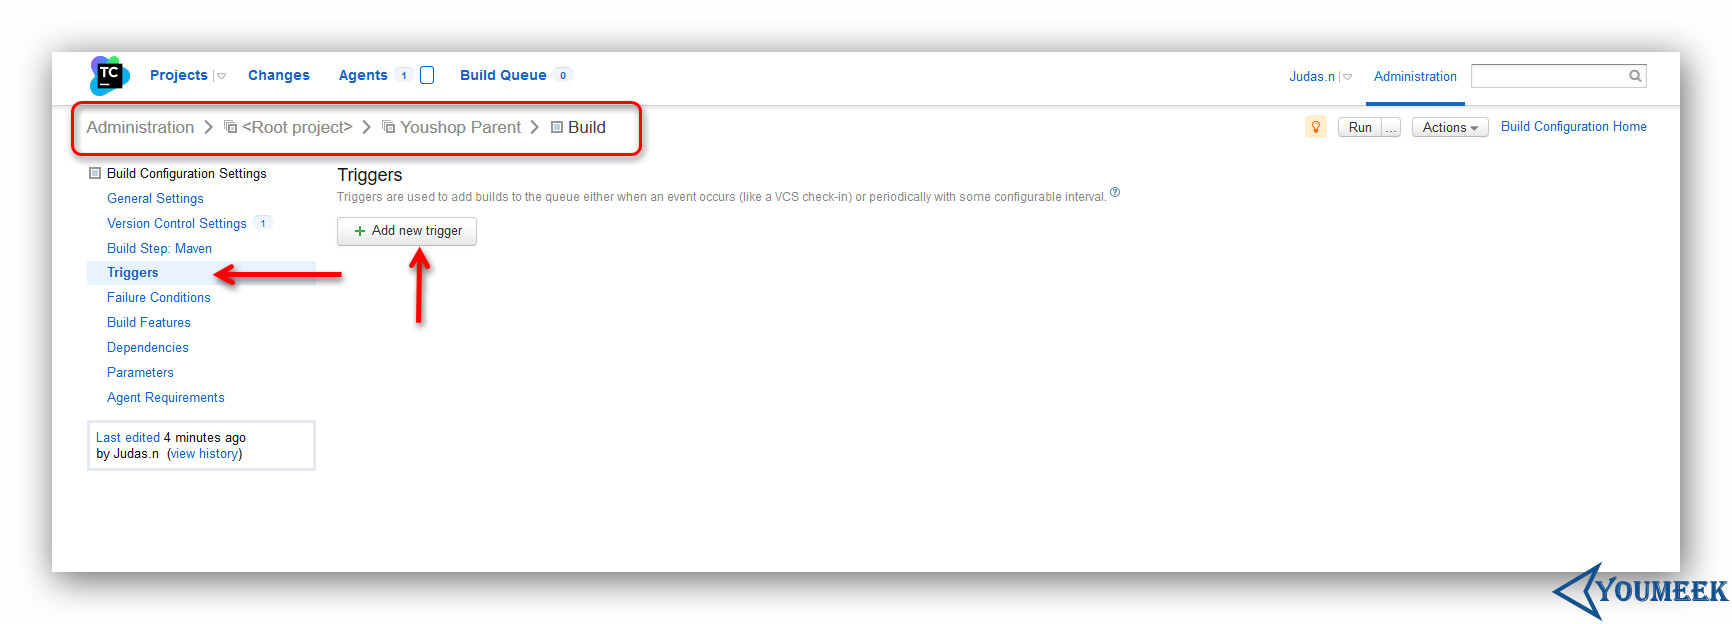 TC
Projects
Changes
Agents 1
Build Queue 0
Judas.n
Administration
Administration <Root project> Youshop Parent Build
Run ...
Actions
Build Configuration Home
Build Configuration Settings
General Settings
Version Control Settings 1
Build Step: Maven
Triggers
Failure Conditions
Build Features
Dependencies
Parameters
Agent Requirements
Last edited 4 minutes ago
by Judas.n (view history)
Triggers
Triggers are used to add builds to the queue either when an event occurs (like a VCS check-in) or periodically with some configurable interval. ?
+ Add new trigger
YOUMEEK